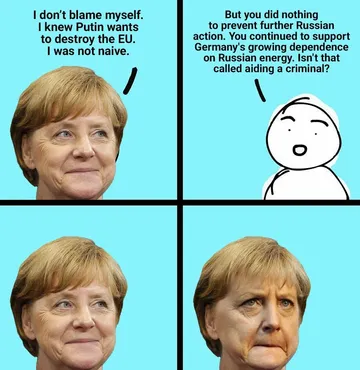 I don't blame myself.
I knew Putin wants
to destroy the EU.
I was not naive.
But you did nothing
to prevent further Russian
action. You continued to support
Germany's growing dependence
on Russian energy. Isn't that
called aiding a criminal?